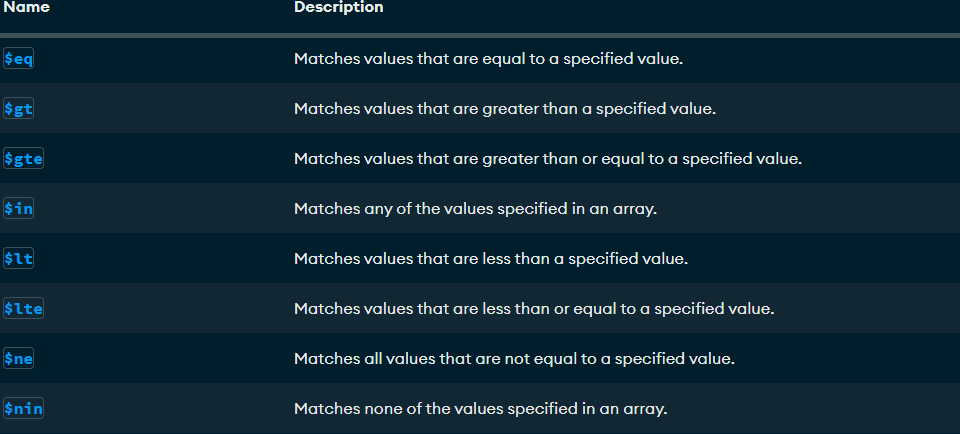 Name Description
$eq Matches values that are equal to a specified value.
$gt Matches values that are greater than a specified value.
$gte Matches values that are greater than or equal to a specified value.
$in Matches any of the values specified in an array.
$lt Matches values that are less than a specified value.
$lte Matches values that are less than or equal to a specified value.
$ne Matches all values that are not equal to a specified value.
$nin Matches none of the values specified in an array.